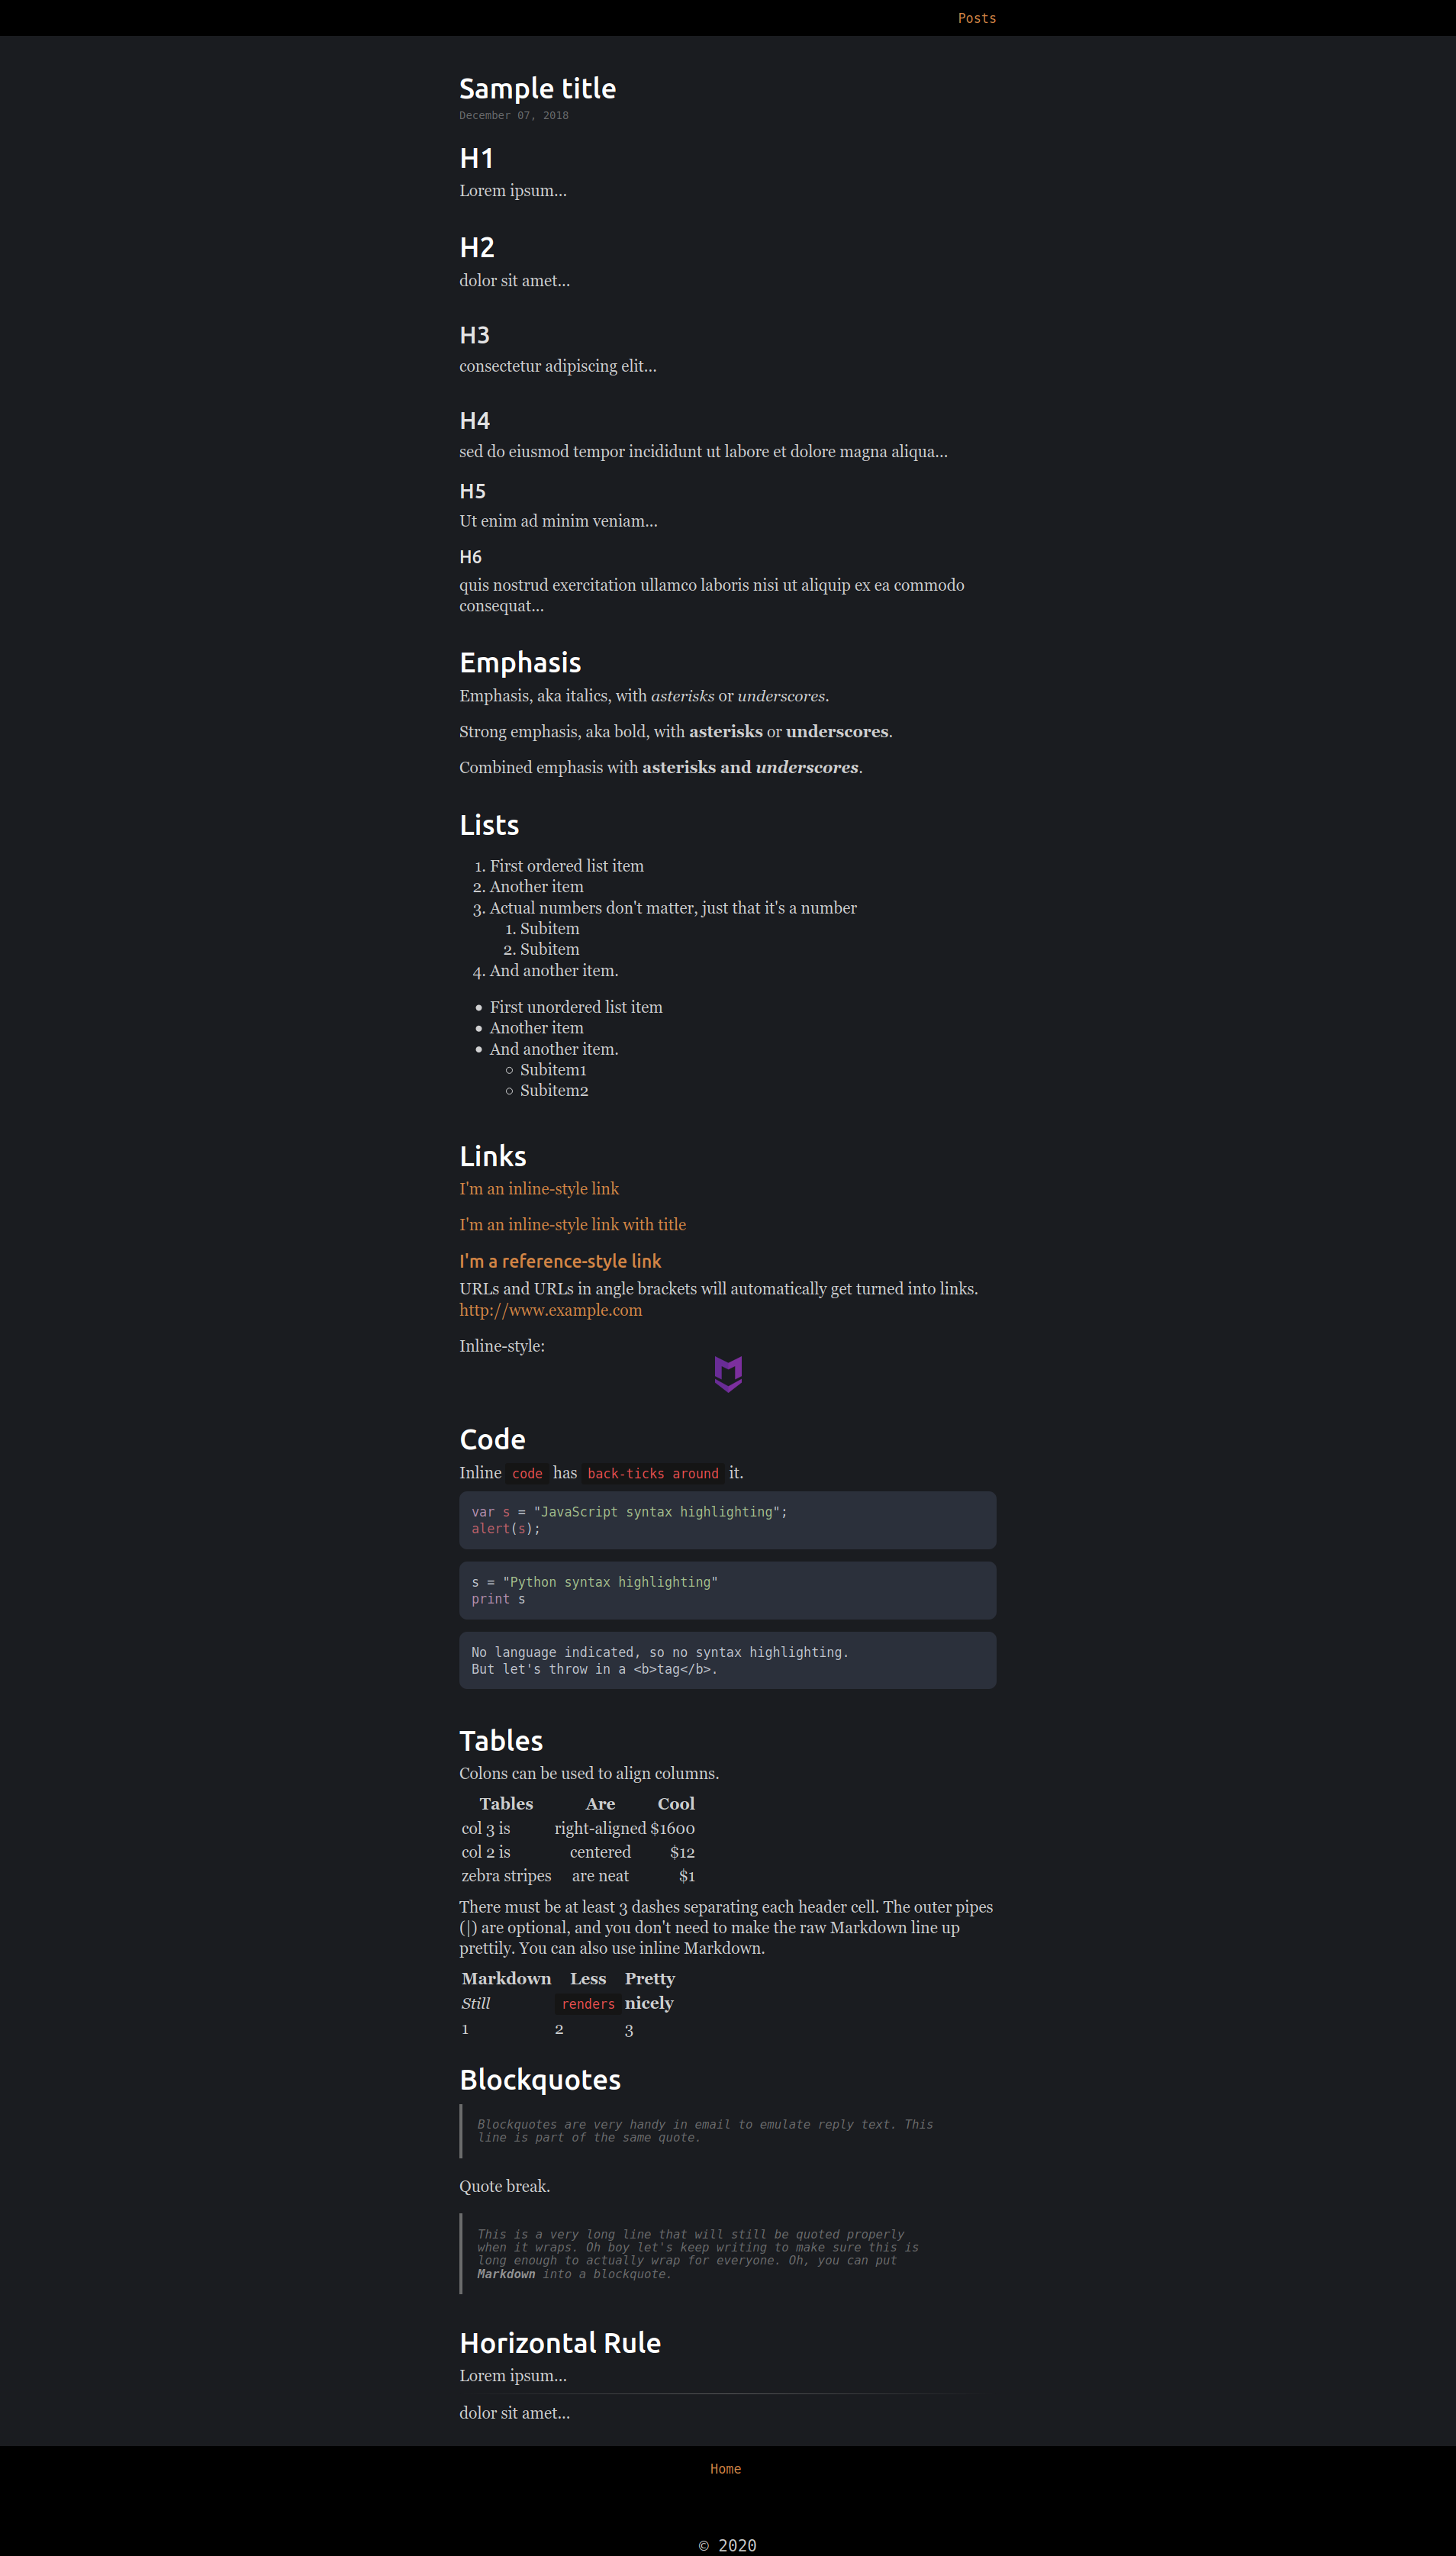 Posts
Sample title
December 07, 2018
H1
Lorem ipsum...
H2
dolor sit amet...
H3
consectetur adipiscing elit...
H4
sed do eiusmod tempor incididunt ut labore et dolore magna aliqua...
H5
Ut enim ad minim veniam...
H6
quis nostrud exercitation ullamco laboris nisi ut aliquip ex ea commodo
consequat...
Emphasis
Emphasis, aka italics, with asterisks or underscores.
Strong emphasis, aka bold, with asterisks or underscores.
Combined emphasis with asterisks and underscores.
Lists
1. First ordered list item
2. Another item
3. Actual numbers don't matter, just that it's a number
1. Subitem
2. Subitem
4. And another item.
• First unordered list item
• Another item
• And another item.
◦ Subitem1
◦ Subitem2
Links
I'm an inline-style link
I'm an inline-style link with title
I'm a reference-style link
URLs and URLs in angle brackets will automatically get turned into links.
http://www.example.com
Inline-style:
Code
Inline code has back-ticks around it.
var s = "JavaScript syntax highlighting";
alert(s);
s = "Python syntax highlighting"
print s
No language indicated, so no syntax highlighting.
But let's throw in a <b>tag</b>.
Tables
Colons can be used to align columns.
Tables Are Cool
col 3 is right-aligned $1600
col 2 is centered $12
zebra stripes are neat $1
There must be at least 3 dashes separating each header cell. The outer pipes
(|) are optional, and you don't need to make the raw Markdown line up
prettily. You can also use inline Markdown.
Markdown Less Pretty
Still renders nicely
1 2 3
Blockquotes
Blockquotes are very handy in email to emulate reply text. This
line is part of the same quote.
Quote break.
This is a very long line that will still be quoted properly
when it wraps. Oh boy let's keep writing to make sure this is
long enough to actually wrap for everyone. Oh, you can put
Markdown into a blockquote.
Horizontal Rule
Lorem ipsum...
dolor sit amet...
Home
© 2020